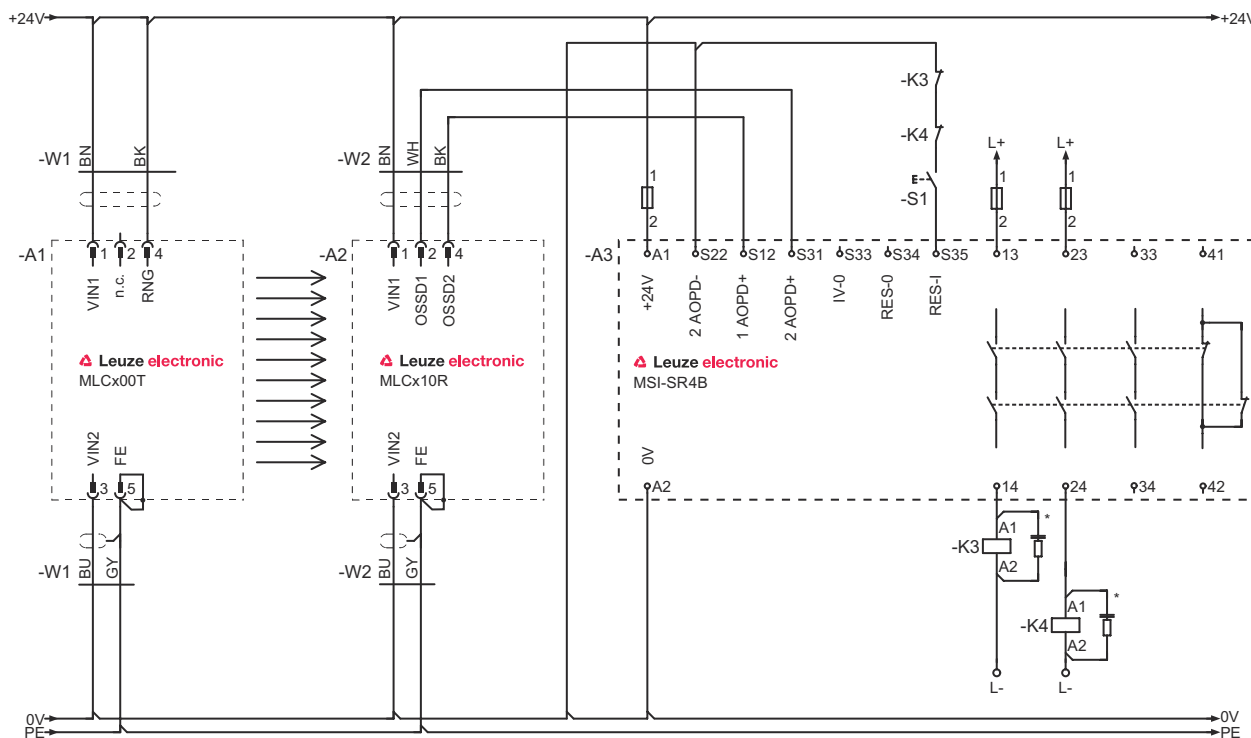 +24V
+24V
-K3
-K4
-S1
L+
L+
-W1
BN
BK
-W2
BN
WH
BK
1
2
1
2
1
2
-A1
1
2
4
-A2
1
2
4
-A3
A1
S22
S12
S31
S33
S34
S35
13
23
33
41
VIN1
n.c.
RNG
VIN1
OSSD1
OSSD2
+24V
2 AOPD-
1 AOPD+
2 AOPD+
IV-0
RES-0
RES-I
Leuze electronic
MLCx00T
Leuze electronic
MLCx10R
Leuze electronic
MSI-SR4B
VIN2
FE
VIN2
FE
0V
3
5
3
5
A2
14
24
34
42
-W1
BU
GY
-W2
BU
GY
-K3
A1
A2
*
-K4
A1
A2
*
L-
L-
0V
0V
PE
PE